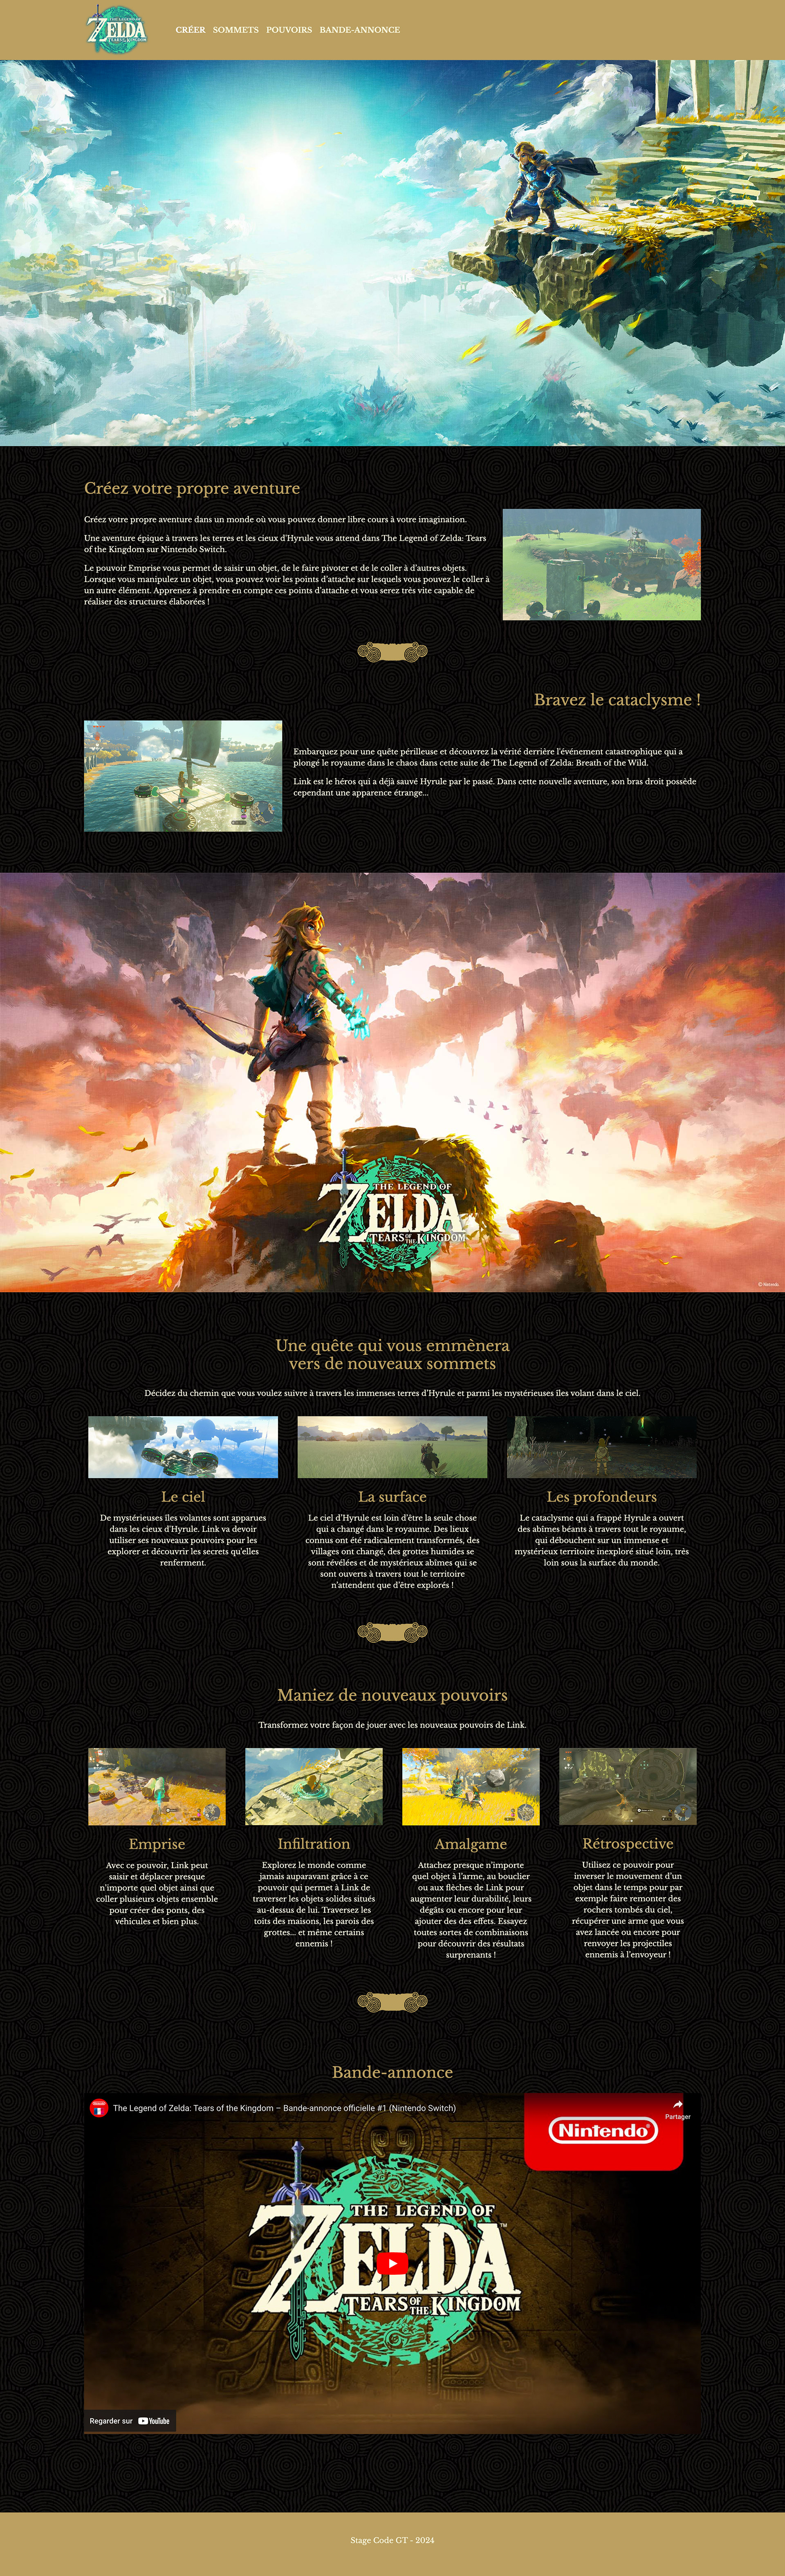 THE LEGEND OF
ZELDA
TEARS OF THE KINGDOM
CRÉER SOMMETS POUVOIRS BANDE-ANNONCE
Créez votre propre aventure
Créez votre propre aventure dans un monde où vous pouvez donner libre cours à votre imagination.
Une aventure épique à travers les terres et les cieux d'Hyrule vous attend dans The Legend of Zelda: Tears
of the Kingdom sur Nintendo Switch.
Le pouvoir Emprise vous permet de saisir un objet, de le faire pivoter et de le coller à d'autres objets.
Lorsque vous manipulez un objet, vous pouvez voir les points d'attache sur lesquels vous pouvez le coller à
un autre élément. Apprenez à prendre en compte ces points d'attache et vous serez très vite capable de
réaliser des structures élaborées !
Bravez le cataclysme !
Embarquez pour une quête périlleuse et découvrez la vérité derrière l'événement catastrophique qui a
plongé le royaume dans le chaos dans cette suite de The Legend of Zelda: Breath of the Wild.
Link est le héros qui a déjà sauvé Hyrule par le passé. Dans cette nouvelle aventure, son bras droit possède
cependant une apparence étrange...
THE LEGEND OF
ZELDA
TEARS OF THE KINGDOM
© Nintendo
Une quête qui vous emmènera
vers de nouveaux sommets
Décidez du chemin que vous voulez suivre à travers les immenses terres d'Hyrule et parmi les mystérieuses îles volant dans le ciel.
Le ciel
De mystérieuses îles volantes sont apparues
dans les cieux d'Hyrule. Link va devoir
utiliser ses nouveaux pouvoirs pour les
explorer et découvrir les secrets qu'elles
renferment.
La surface
Le ciel d'Hyrule est loin d'être la seule chose
qui a changé dans le royaume. Des lieux
connus ont été radicalement transformés, des
villages ont changé, des grottes humides se
sont révélées et de mystérieux abîmes qui se
sont ouverts à travers tout le territoire
n'attendent que d'être explorés !
Les profondeurs
Le cataclysme qui a frappé Hyrule a ouvert
des abîmes béants à travers tout le royaume,
qui débouchent sur un immense et
mystérieux territoire inexploré situé loin, très
loin sous la surface du monde.
Maniez de nouveaux pouvoirs
Transformez votre façon de jouer avec les nouveaux pouvoirs de Link.
Emprise
Avec ce pouvoir, Link peut
saisir et déplacer presque
n'importe quel objet ainsi que
coller plusieurs objets ensemble
pour créer des ponts, des
véhicules et bien plus.
Infiltration
Explorez le monde comme
jamais auparavant grâce à ce
pouvoir qui permet à Link de
traverser les objets solides situés
au-dessus de lui. Traversez les
toits des maisons, les parois des
grottes... et même certains
ennemis !
Amalgame
Attachez presque n'importe
quel objet à l'arme, au bouclier
ou aux flèches de Link pour
augmenter leur durabilité, leurs
dégâts ou encore pour leur
ajouter des des effets. Essayez
toutes sortes de combinaisons
pour découvrir des résultats
surprenants !
Rétrospective
Utilisez ce pouvoir pour
inverser le mouvement d'un
objet dans le temps pour par
exemple faire remonter des
rochers tombés du ciel,
récupérer une arme que vous
avez lancée ou encore pour
renvoyer les projectiles
ennemis à l'envoyeur !
Bande-annonce
The Legend of Zelda: Tears of the Kingdom – Bande-annonce officielle #1 (Nintendo Switch)
Nintendo®
Partager
THE LEGEND OF
ZELDA™
TEARS OF THE KINGDOM
Regarder sur YouTube
Stage Code GT - 2024